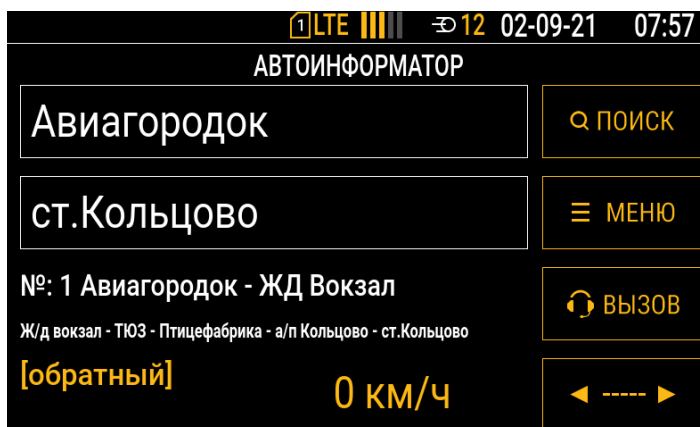 1 LTE 12 02-09-21 07:57
АВТОИНФОРМАТОР
Авиагородок
ПОИСК
ст.Кольцово
МЕНЮ
№: 1 Авиагородок - ЖД Вокзал
ВЫЗОВ
Ж/д вокзал - ТЮЗ - Птицефабрика - а/п Кольцово - ст.Кольцово
[обратный]
0 км/ч
◄ ----- ►